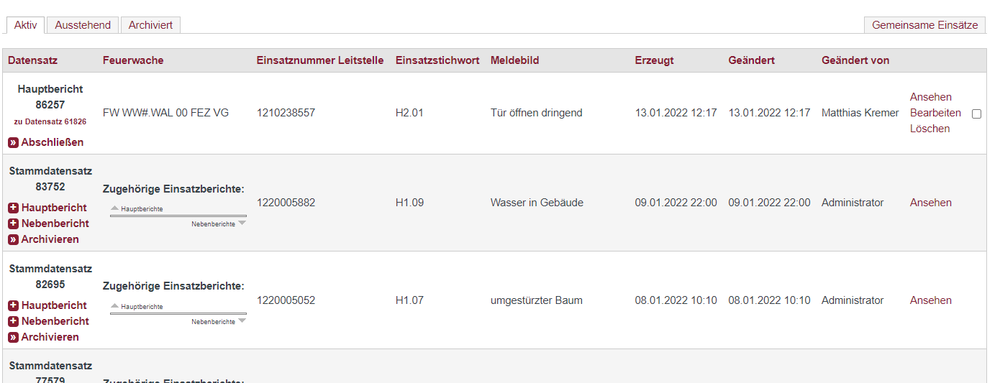 Aktiv Ausstehend Archiviert Gemeinsame Einsätze
Datensatz Feuerwache Einsatznummer Leitstelle Einsatzstichwort Meldebild Erzeugt Geändert Geändert von
Hauptbericht
86257
zu Datensatz 61826
Abschließen
FW WW#.WAL 00 FEZ VG 1210238557 H2.01 Tür öffnen dringend 13.01.2022 12:17 13.01.2022 12:17 Matthias Kremer
Ansehen
Bearbeiten
Löschen
Stammdatensatz
83752
Hauptbericht
Nebenbericht
Archivieren
Zugehörige Einsatzberichte:
Hauptberichte
Nebenberichte
1220005882 H1.09 Wasser in Gebäude 09.01.2022 22:00 09.01.2022 22:00 Administrator Ansehen
Stammdatensatz
82695
Hauptbericht
Nebenbericht
Archivieren
Zugehörige Einsatzberichte:
Hauptberichte
Nebenberichte
1220005052 H1.07 umgestürzter Baum 08.01.2022 10:10 08.01.2022 10:10 Administrator Ansehen
Stammdatensatz
77579
Zugehörige Einsatzberichte: